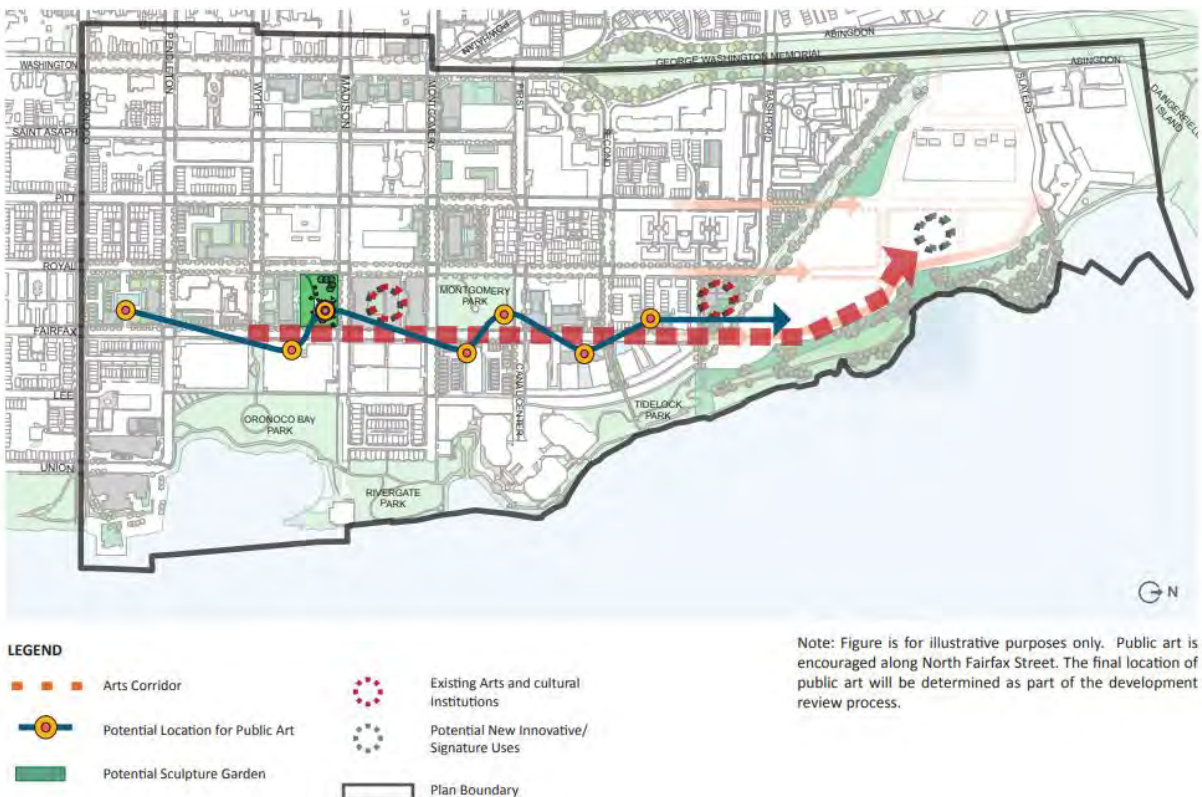 ABINGDON
POWHATAN
GEORGE WASHINGTON MEMORIAL
ABINGDON
WASHINGTON
PENDLETON
WYTHE
MADISON
MONTGOMERY
FIRST
SECOND
BASHFORD
SLATERS
DAINGERFIELD
ISLAND
ORONOCO
SAINT ASAPH
PITT
ROYAL
MONTGOMERY
PARK
FAIRFAX
CANAL CENTER
LEE
TIDELOCK
PARK
ORONOCO BAY
PARK
UNION
RIVERGATE
PARK
N
LEGEND
Arts Corridor
Potential Location for Public Art
Potential Sculpture Garden
Existing Arts and cultural
institutions
Potential New Innovative/
Signature Uses
Plan Boundary
Note: Figure is for illustrative purposes only. Public art is
encouraged along North Fairfax Street. The final location of
public art will be determined as part of the development
review process.